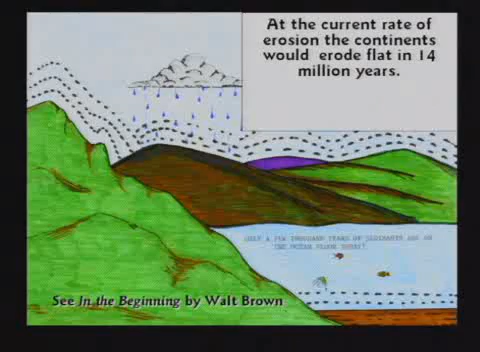 At the current rate of
erosion the continents
would erode flat in 14
million years.
ONLY A FEW THOUSAND YEARS OF SEDIMENTS ARE ON
THE OCEAN FLOOR TODAY!
See In the Beginning by Walt Brown